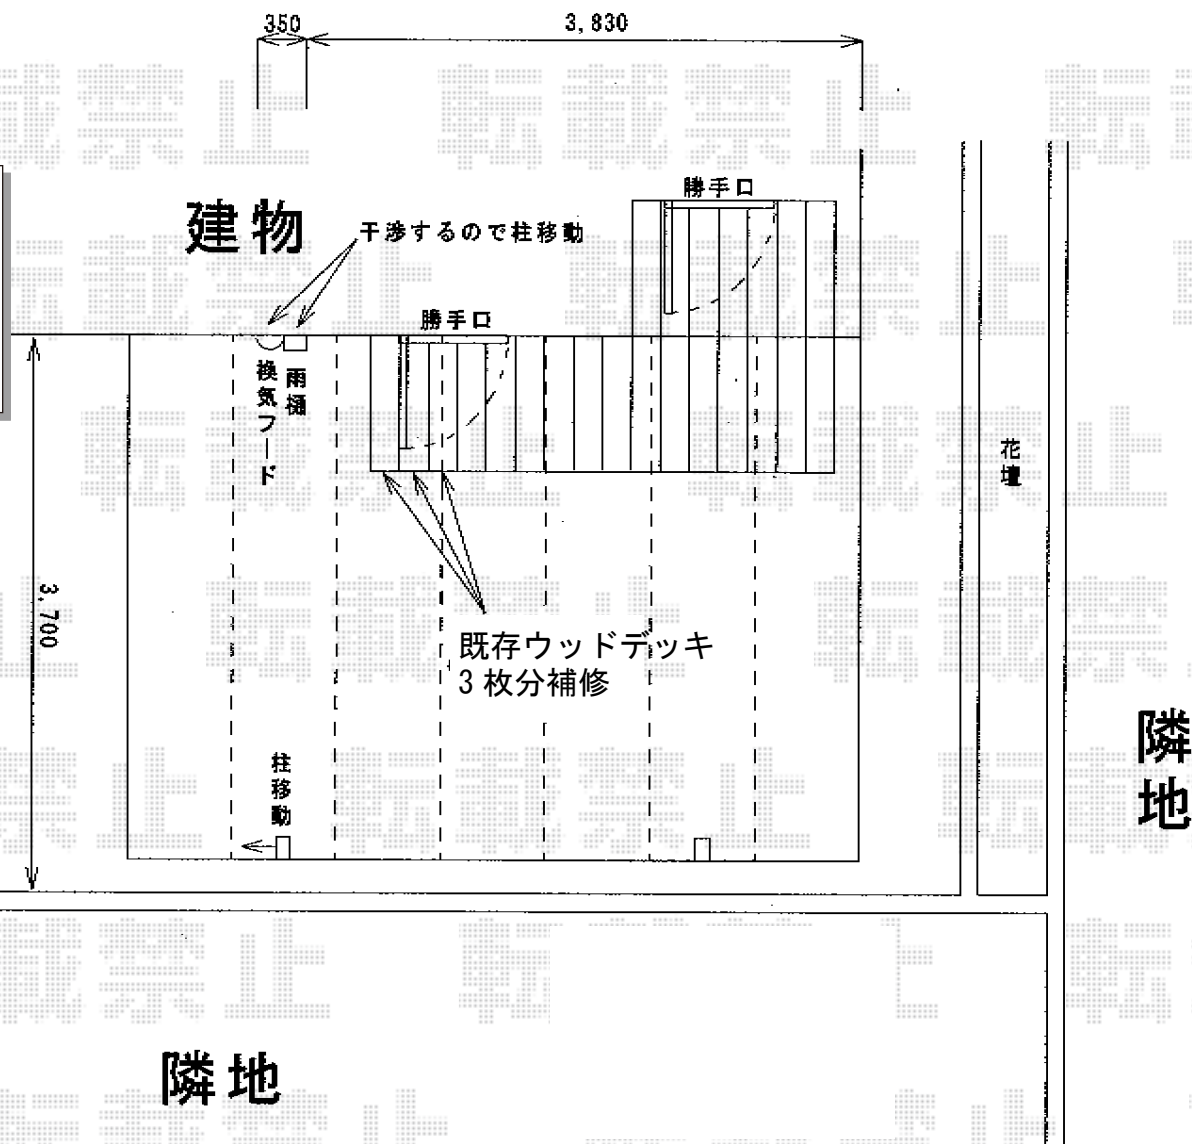 350
3,830
転載禁止
建物
干渉するので柱移動
勝手口
勝手口
換気フード
雨樋
花壇
3,700
既存ウッドデッキ
3枚分補修
柱移動
隣地
隣地